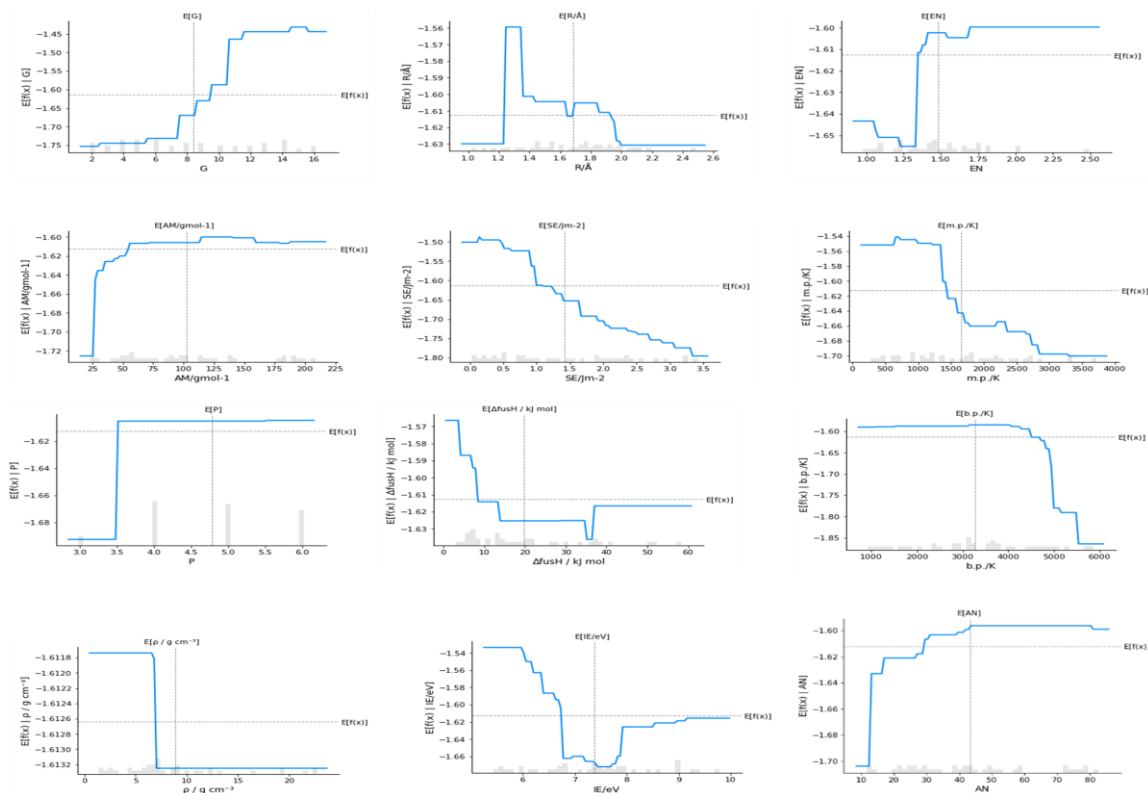 E[G]
E[f(x) | G]
−1.45
−1.50
−1.55
−1.60
−1.65
−1.70
−1.75
E[f(x)]
2 4 6 8 10 12 14 16
G
E[R/Å]
E[f(x) | R/Å]
−1.56
−1.57
−1.58
−1.59
−1.60
−1.61
−1.62
−1.63
E[f(x)]
1.0 1.2 1.4 1.6 1.8 2.0 2.2 2.4 2.6
R/Å
E[EN]
E[f(x) | EN]
−1.60
−1.62
−1.64
−1.65
E[f(x)]
1.00 1.25 1.50 1.75 2.00 2.25 2.50
EN
E[AM/gmol-1]
E[f(x) | AM/gmol-1]
−1.60
−1.62
−1.64
−1.66
−1.68
−1.70
−1.72
E[f(x)]
25 50 75 100 125 150 175 200 225
AM/gmol-1
E[SE/Jm-2]
E[f(x) | SE/Jm-2]
−1.50
−1.55
−1.60
−1.65
−1.70
−1.75
−1.80
E[f(x)]
0.0 0.5 1.0 1.5 2.0 2.5 3.0 3.5
SE/Jm-2
E[m.p./K]
E[f(x) | m.p./K]
−1.54
−1.56
−1.58
−1.60
−1.62
−1.64
−1.66
−1.68
−1.70
E[f(x)]
0 500 1000 1500 2000 2500 3000 3500 4000
m.p./K
E[P]
E[f(x) | P]
−1.62
−1.64
−1.66
−1.68
E[f(x)]
3.0 3.5 4.0 4.5 5.0 5.5 6.0
P
E[ΔfusH / kJ mol]
E[f(x) | ΔfusH / kJ mol]
−1.57
−1.58
−1.59
−1.60
−1.61
−1.62
−1.63
E[f(x)]
0 10 20 30 40 50 60
ΔfusH / kJ mol
E[b.p./K]
E[f(x) | b.p./K]
−1.60
−1.65
−1.70
−1.75
−1.80
−1.85
E[f(x)]
1000 2000 3000 4000 5000 6000
b.p./K
E[ρ / g cm⁻³]
E[f(x) | ρ / g cm⁻³]
−1.6118
−1.6120
−1.6122
−1.6124
−1.6126
−1.6128
−1.6130
−1.6132
E[f(x)]
0 5 10 15 20
ρ / g cm⁻³
E[IE/eV]
E[f(x) | IE/eV]
−1.54
−1.56
−1.58
−1.60
−1.62
−1.64
−1.66
E[f(x)]
6 7 8 9 10
IE/eV
E[AN]
E[f(x) | AN]
−1.60
−1.62
−1.64
−1.66
−1.68
−1.70
E[f(x)]
10 20 30 40 50 60 70 80
AN